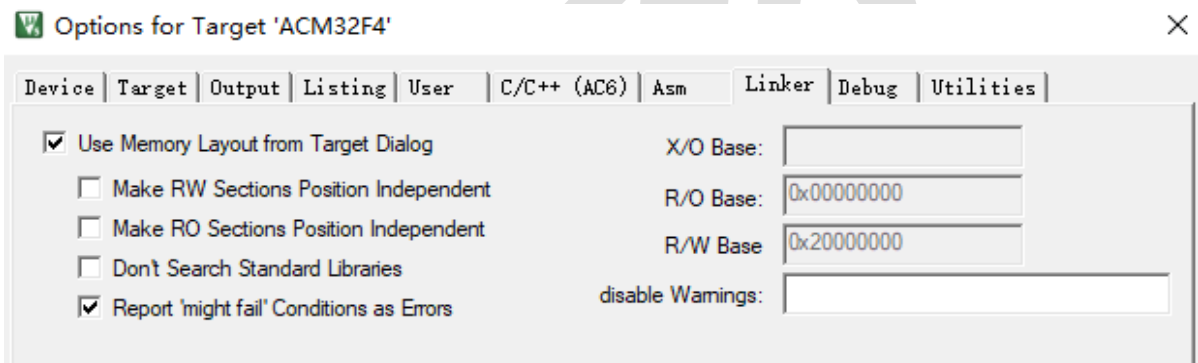 Options for Target 'ACM32F4'
Device Target Output Listing User C/C++ (AC6) Asm Linker Debug Utilities
Use Memory Layout from Target Dialog
X/O Base:
Make RW Sections Position Independent
R/O Base: 0x00000000
Make RO Sections Position Independent
R/W Base 0x20000000
Don't Search Standard Libraries
disable Warnings:
Report 'might fail' Conditions as Errors